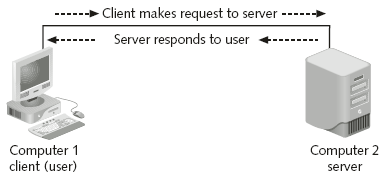 Client makes request to server
Server responds to user
Computer 1
client (user)
Computer 2
server